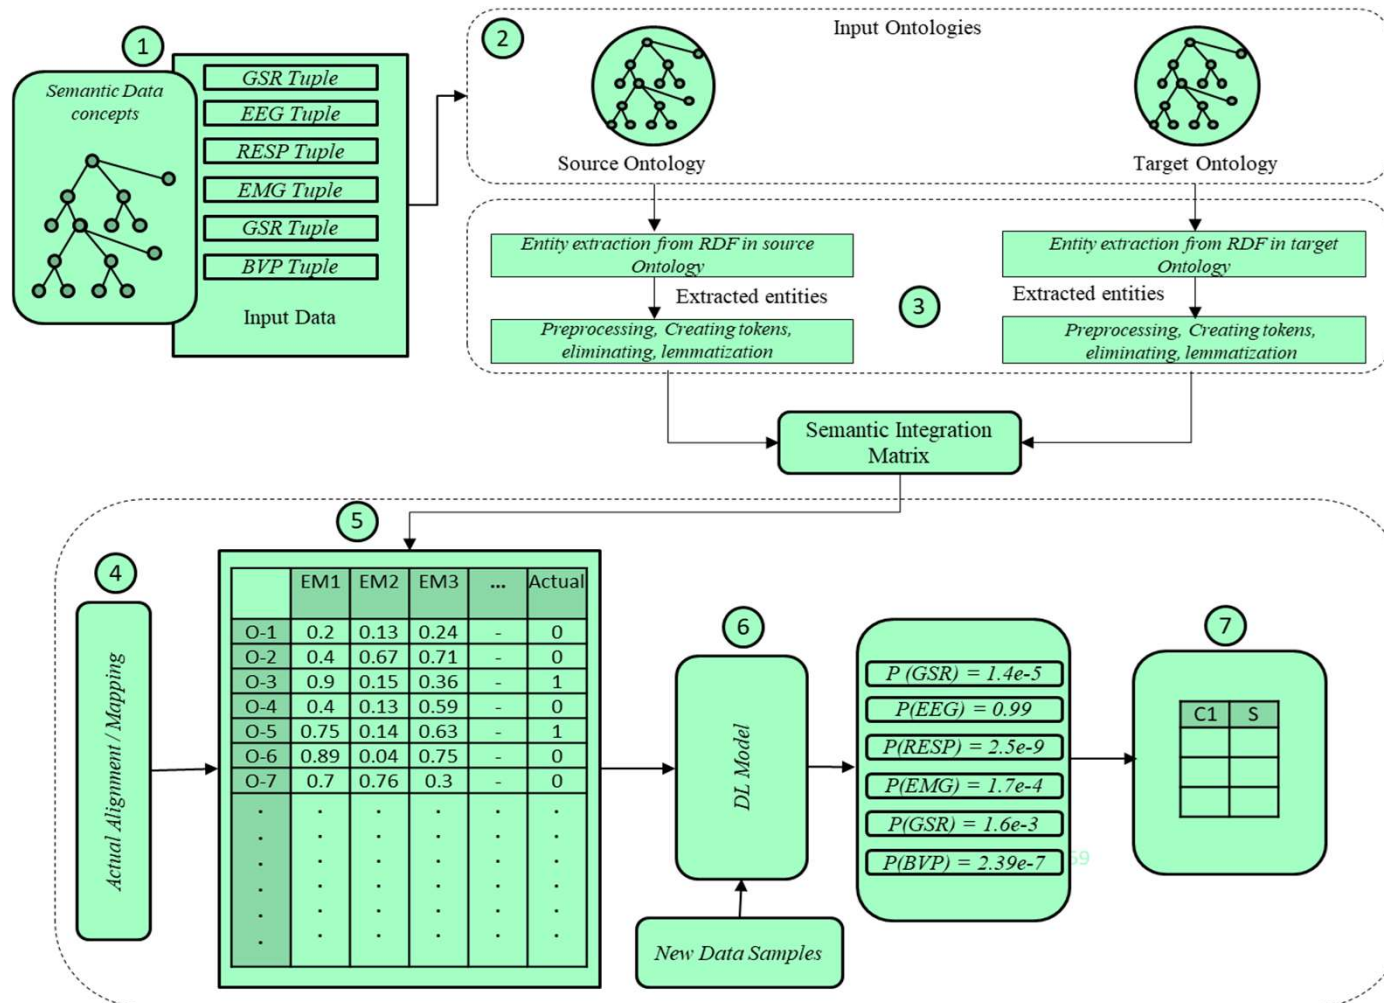 1
Semantic Data
concepts
GSR Tuple
EEG Tuple
RESP Tuple
EMG Tuple
GSR Tuple
BVP Tuple
Input Data
2
Input Ontologies
Source Ontology
Target Ontology
Entity extraction from RDF in source
Ontology
Entity extraction from RDF in target
Ontology
Extracted entities
3
Extracted entities
Preprocessing, Creating tokens,
eliminating, lemmatization
Preprocessing, Creating tokens,
eliminating, lemmatization
Semantic Integration
Matrix
4
Actual Alignment / Mapping
5
EM1 EM2 EM3 ... Actual
O-1 0.2 0.13 0.24 - 0
O-2 0.4 0.67 0.71 - 0
O-3 0.9 0.15 0.36 - 1
O-4 0.4 0.13 0.59 - 0
O-5 0.75 0.14 0.63 - 1
O-6 0.89 0.04 0.75 - 0
O-7 0.7 0.76 0.3 - 0
6
DL Model
New Data Samples
P (GSR) = 1.4e-5
P(EEG) = 0.99
P(RESP) = 2.5e-9
P(EMG) = 1.7e-4
P(GSR) = 1.6e-3
P(BVP) = 2.39e-7
59
7
C1 S